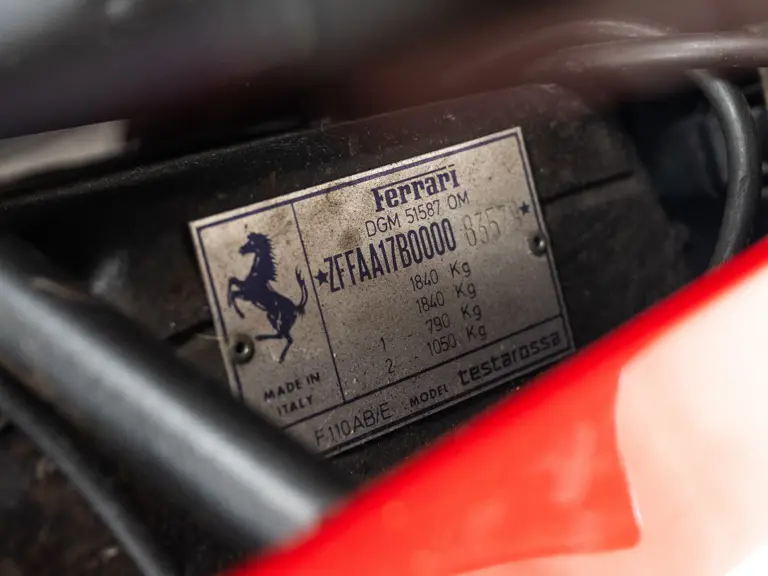 Ferrari
DGM 51587 OM
★ZFFAA17B0000 83579★
1840 Kg
1840 Kg
1 - 790 Kg
2 - 1050 Kg
MADE IN
ITALY
F110AB/E MODEL testarossa